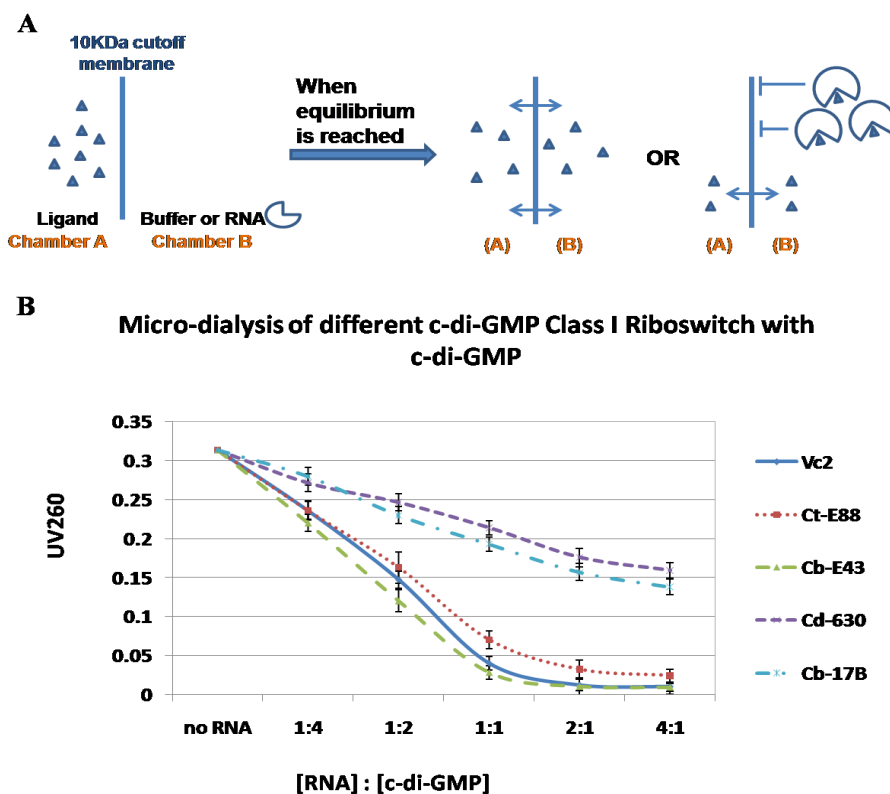 A
10KDa cutoff
membrane
When
equilibrium
is reached
OR
Ligand
Buffer or RNA
Chamber A
Chamber B
(A)
(B)
(A)
(B)
B
Micro-dialysis of different c-di-GMP Class I Riboswitch with
c-di-GMP
UV260
0.35
0.3
0.25
0.2
0.15
0.1
0.05
0
no RNA
1:4
1:2
1:1
2:1
4:1
[RNA] : [c-di-GMP]
Vc2
Ct-E88
Cb-E43
Cd-630
Cb-17B